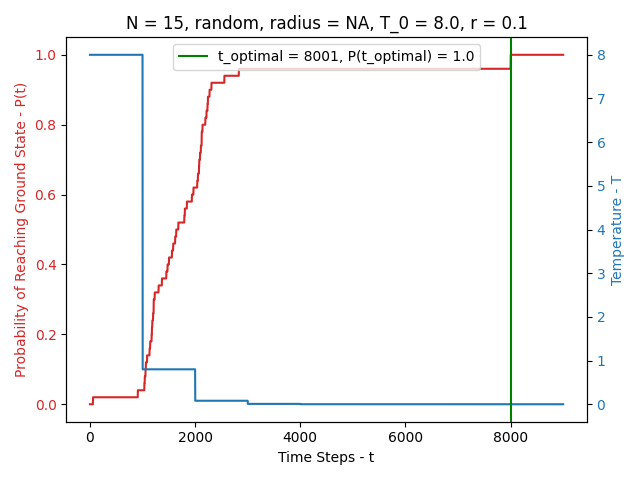 N = 15, random, radius = NA, T_0 = 8.0, r = 0.1
t_optimal = 8001, P(t_optimal) = 1.0
Probability of Reaching Ground State - P(t)
1.0
0.8
0.6
0.4
0.2
0.0
8
7
6
5
4
3
2
1
0
Temperature - T
0 2000 4000 6000 8000
Time Steps - t